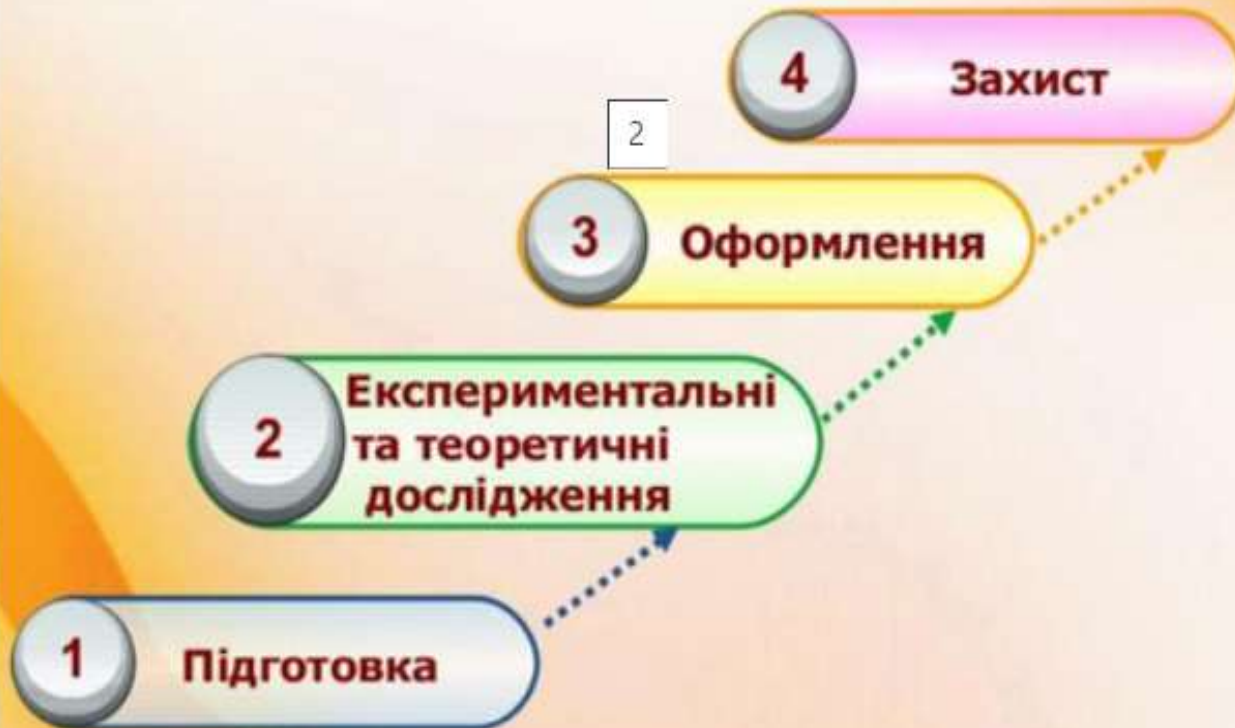 4 Захист
2
3 Оформлення
2 Експериментальні
та теоретичні
дослідження
1 Підготовка